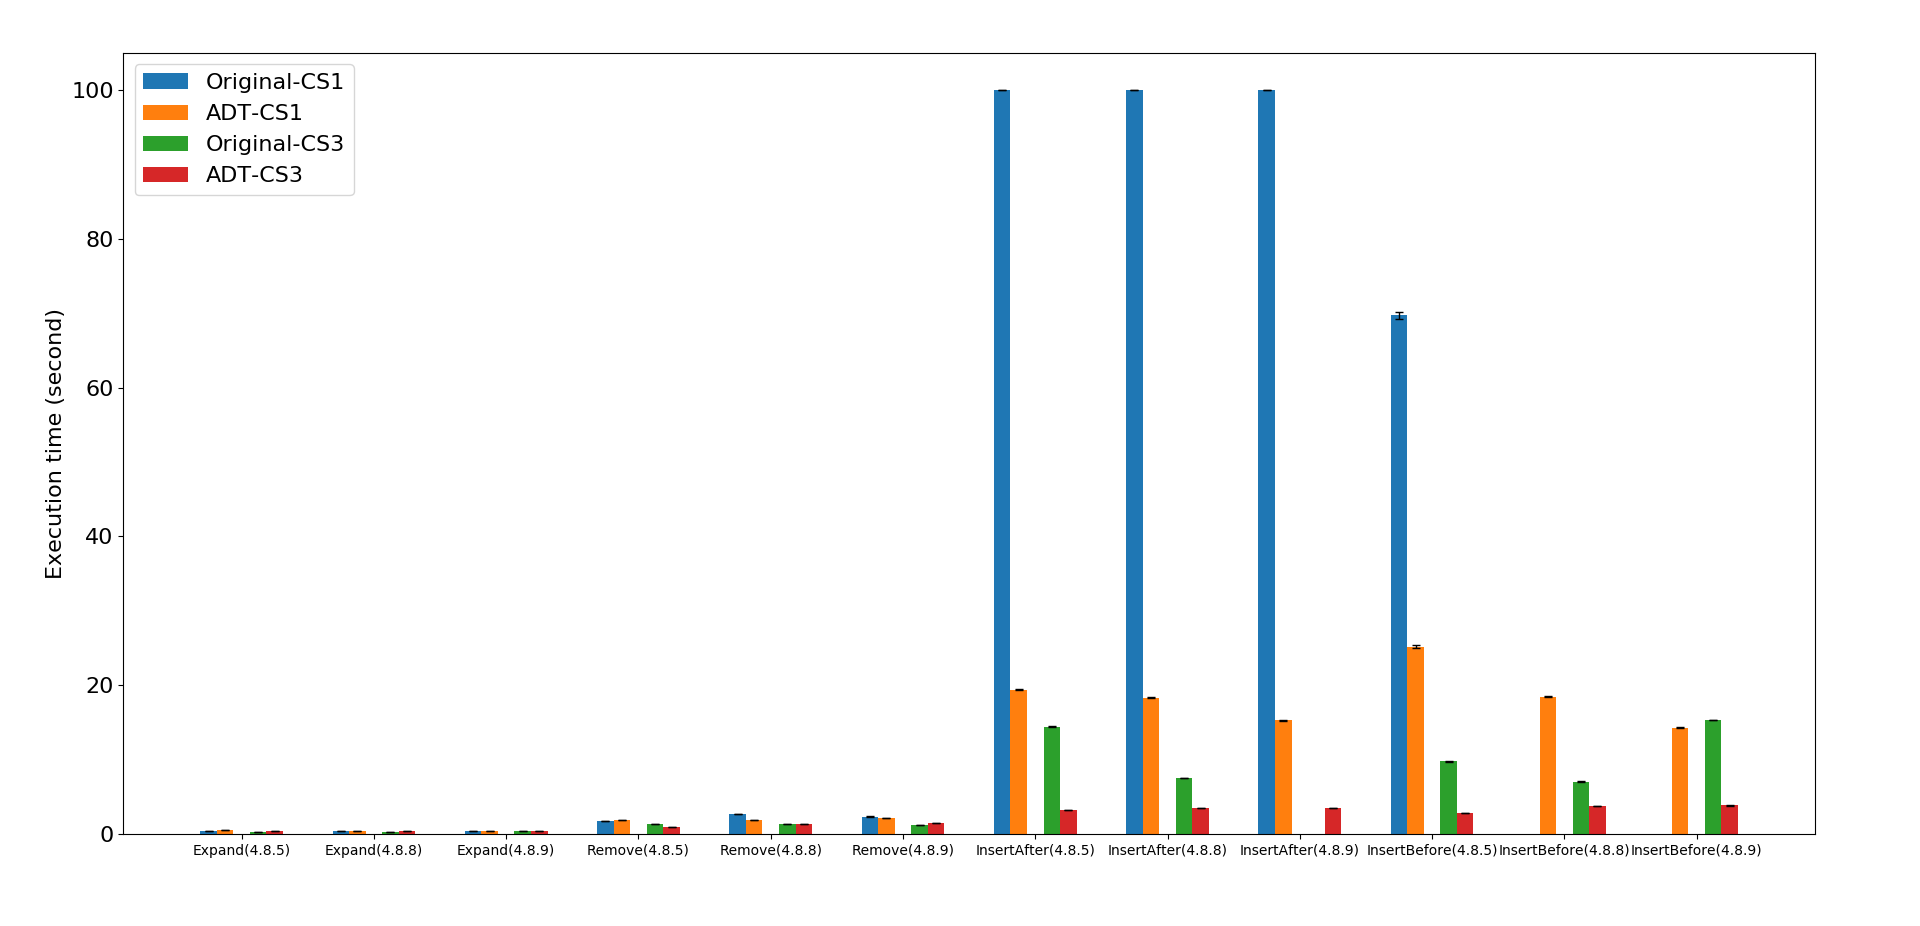 Original-CS1
ADT-CS1
Original-CS3
ADT-CS3
Execution time (second)
100
80
60
40
20
0
Expand(4.8.5) Expand(4.8.8) Expand(4.8.9) Remove(4.8.5) Remove(4.8.8) Remove(4.8.9) InsertAfter(4.8.5) InsertAfter(4.8.8) InsertAfter(4.8.9) InsertBefore(4.8.5) InsertBefore(4.8.8) InsertBefore(4.8.9)